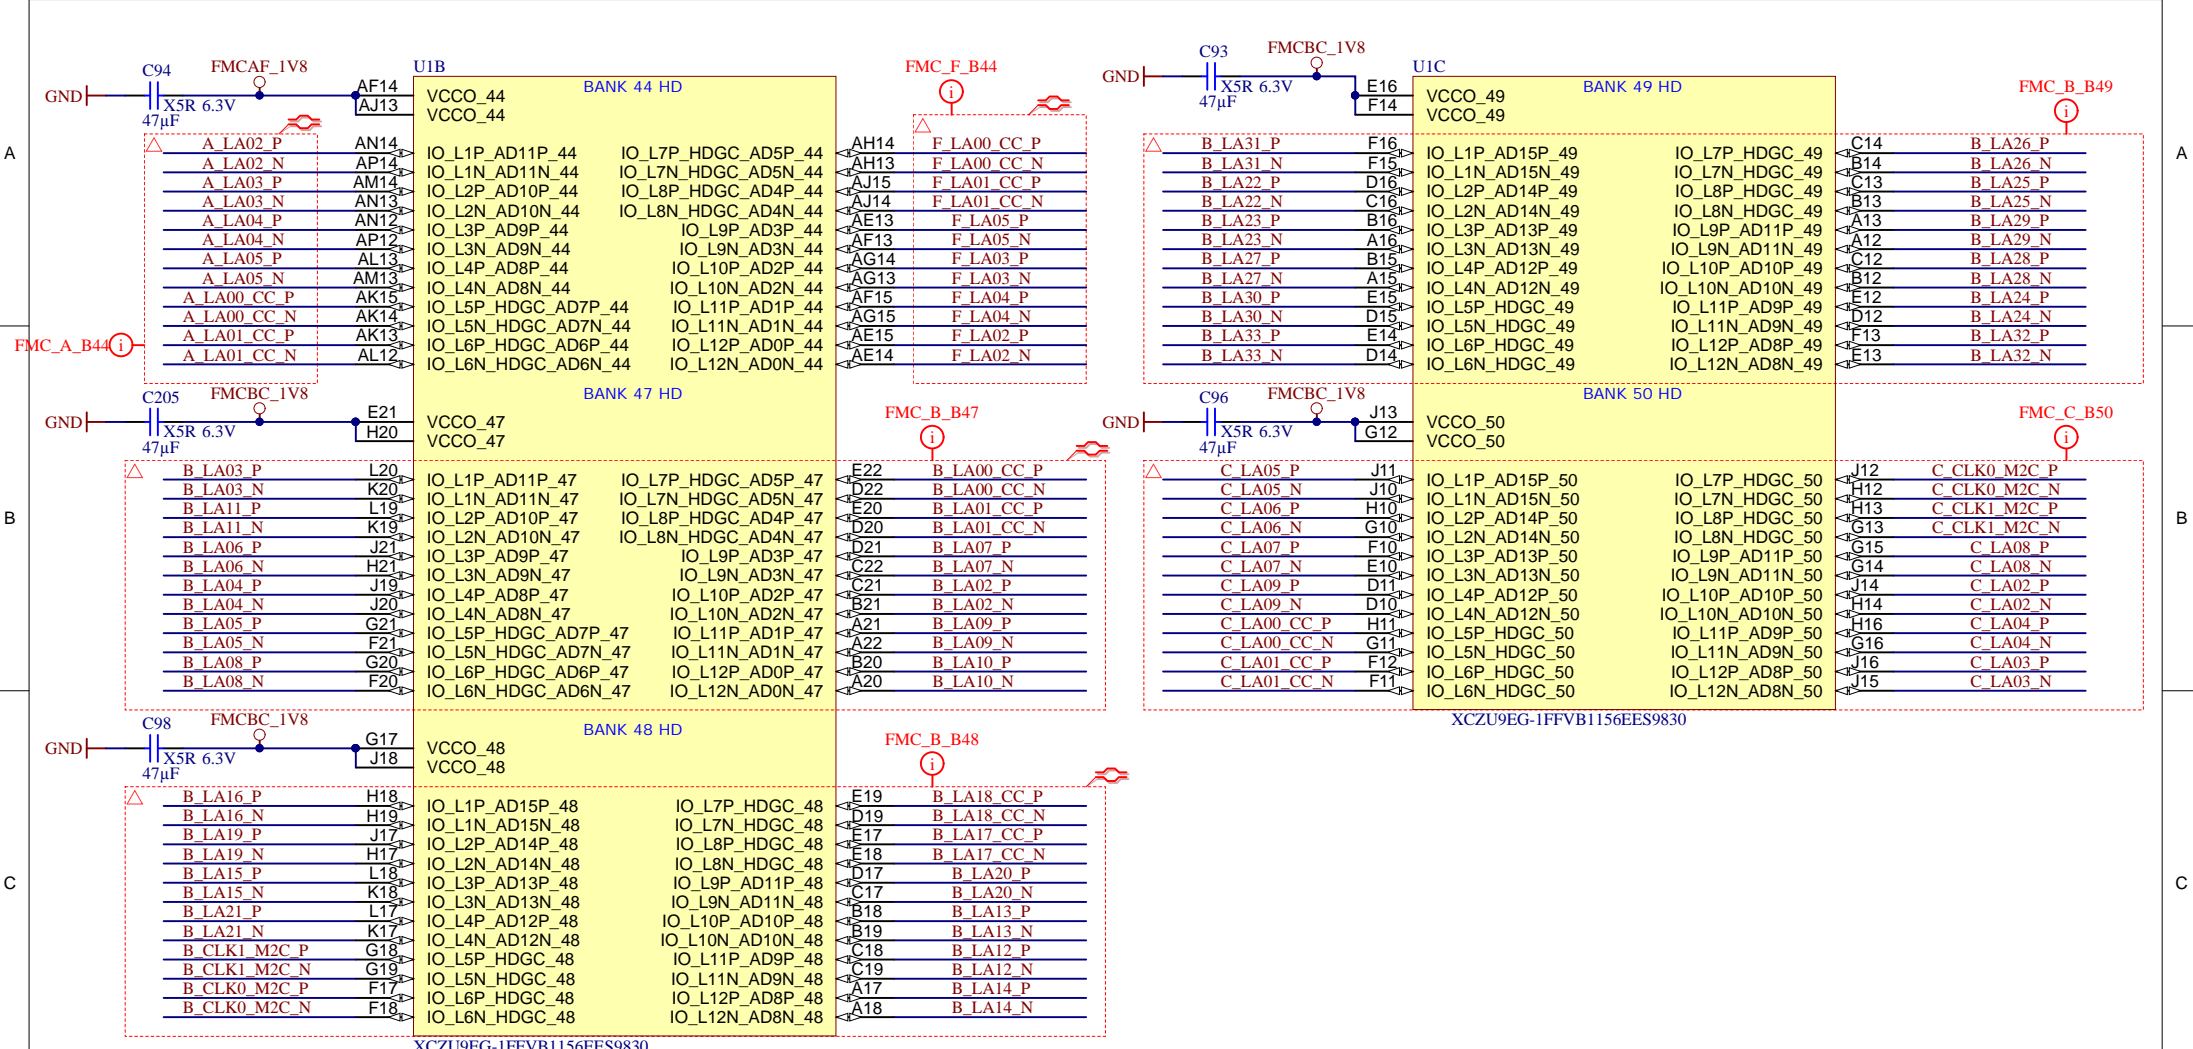 C94 FMCAF_1V8 U1B FMC_F_B44
GND X5R 6.3V 47µF
AF14 VCCO_44 BANK 44 HD
AJ13 VCCO_44
A_LA02_P AN14 IO_L1P_AD11P_44 IO_L7P_HDGC_AD5P_44 AH14 F_LA00_CC_P
A_LA02_N AP14 IO_L1N_AD11N_44 IO_L7N_HDGC_AD5N_44 AH13 F_LA00_CC_N
A_LA03_P AM14 IO_L2P_AD10P_44 IO_L8P_HDGC_AD4P_44 AJ15 F_LA01_CC_P
A_LA03_N AN13 IO_L2N_AD10N_44 IO_L8N_HDGC_AD4N_44 AJ14 F_LA01_CC_N
A_LA04_P AN12 IO_L3P_AD9P_44 IO_L9P_AD3P_44 AE13 F_LA05_P
A_LA04_N AP12 IO_L3N_AD9N_44 IO_L9N_AD3N_44 AF13 F_LA05_N
A_LA05_P AL13 IO_L4P_AD8P_44 IO_L10P_AD2P_44 AG14 F_LA03_P
A_LA05_N AM13 IO_L4N_AD8N_44 IO_L10N_AD2N_44 AG13 F_LA03_N
A_LA00_CC_P AK15 IO_L5P_HDGC_AD7P_44 IO_L11P_AD1P_44 AF15 F_LA04_P
A_LA00_CC_N AK14 IO_L5N_HDGC_AD7N_44 IO_L11N_AD1N_44 AG15 F_LA04_N
A_LA01_CC_P AK13 IO_L6P_HDGC_AD6P_44 IO_L12P_AD0P_44 AE15 F_LA02_P
A_LA01_CC_N AL12 IO_L6N_HDGC_AD6N_44 IO_L12N_AD0N_44 AE14 F_LA02_N
FMC_A_B44 i
i
A
C205 FMCBC_1V8 BANK 47 HD FMC_B_B47
GND X5R 6.3V 47µF
E21 VCCO_47
H20 VCCO_47
i
B_LA03_P L20 IO_L1P_AD11P_47 IO_L7P_HDGC_AD5P_47 E22 B_LA00_CC_P
B_LA03_N K20 IO_L1N_AD11N_47 IO_L7N_HDGC_AD5N_47 D22 B_LA00_CC_N
B_LA11_P L19 IO_L2P_AD10P_47 IO_L8P_HDGC_AD4P_47 E20 B_LA01_CC_P
B_LA11_N K19 IO_L2N_AD10N_47 IO_L8N_HDGC_AD4N_47 D20 B_LA01_CC_N
B_LA06_P J21 IO_L3P_AD9P_47 IO_L9P_AD3P_47 D21 B_LA07_P
B_LA06_N H21 IO_L3N_AD9N_47 IO_L9N_AD3N_47 C22 B_LA07_N
B_LA04_P J19 IO_L4P_AD8P_47 IO_L10P_AD2P_47 C21 B_LA02_P
B_LA04_N J20 IO_L4N_AD8N_47 IO_L10N_AD2N_47 B21 B_LA02_N
B_LA05_P G21 IO_L5P_HDGC_AD7P_47 IO_L11P_AD1P_47 A21 B_LA09_P
B_LA05_N F21 IO_L5N_HDGC_AD7N_47 IO_L11N_AD1N_47 A22 B_LA09_N
B_LA08_P G20 IO_L6P_HDGC_AD6P_47 IO_L12P_AD0P_47 B20 B_LA10_P
B_LA08_N F20 IO_L6N_HDGC_AD6N_47 IO_L12N_AD0N_47 A20 B_LA10_N
B
C98 FMCBC_1V8 BANK 48 HD FMC_B_B48
GND X5R 6.3V 47µF
G17 VCCO_48
J18 VCCO_48
i
B_LA16_P H18 IO_L1P_AD15P_48 IO_L7P_HDGC_48 E19 B_LA18_CC_P
B_LA16_N H19 IO_L1N_AD15N_48 IO_L7N_HDGC_48 D19 B_LA18_CC_N
B_LA19_P J17 IO_L2P_AD14P_48 IO_L8P_HDGC_48 E17 B_LA17_CC_P
B_LA19_N H17 IO_L2N_AD14N_48 IO_L8N_HDGC_48 E18 B_LA17_CC_N
B_LA15_P L18 IO_L3P_AD13P_48 IO_L9P_AD11P_48 D17 B_LA20_P
B_LA15_N K18 IO_L3N_AD13N_48 IO_L9N_AD11N_48 C17 B_LA20_N
B_LA21_P L17 IO_L4P_AD12P_48 IO_L10P_AD10P_48 B18 B_LA13_P
B_LA21_N K17 IO_L4N_AD12N_48 IO_L10N_AD10N_48 B19 B_LA13_N
B_CLK1_M2C_P G18 IO_L5P_HDGC_48 IO_L11P_AD9P_48 C18 B_LA12_P
B_CLK1_M2C_N G19 IO_L5N_HDGC_48 IO_L11N_AD9N_48 C19 B_LA12_N
B_CLK0_M2C_P F17 IO_L6P_HDGC_48 IO_L12P_AD8P_48 A17 B_LA14_P
B_CLK0_M2C_N F18 IO_L6N_HDGC_48 IO_L12N_AD8N_48 A18 B_LA14_N
C
XCZU9EG-1FFVB1156EES9830
C93 FMCBC_1V8 U1C FMC_B_B49
GND X5R 6.3V 47µF
E16 VCCO_49 BANK 49 HD
F14 VCCO_49
i
B_LA31_P F16 IO_L1P_AD15P_49 IO_L7P_HDGC_49 C14 B_LA26_P
B_LA31_N F15 IO_L1N_AD15N_49 IO_L7N_HDGC_49 B14 B_LA26_N
B_LA22_P D16 IO_L2P_AD14P_49 IO_L8P_HDGC_49 C13 B_LA25_P
B_LA22_N C16 IO_L2N_AD14N_49 IO_L8N_HDGC_49 B13 B_LA25_N
B_LA23_P B16 IO_L3P_AD13P_49 IO_L9P_AD11P_49 A13 B_LA29_P
B_LA23_N A16 IO_L3N_AD13N_49 IO_L9N_AD11N_49 A12 B_LA29_N
B_LA27_P B15 IO_L4P_AD12P_49 IO_L10P_AD10P_49 C12 B_LA28_P
B_LA27_N A15 IO_L4N_AD12N_49 IO_L10N_AD10N_49 B12 B_LA28_N
B_LA30_P E15 IO_L5P_HDGC_49 IO_L11P_AD9P_49 E12 B_LA24_P
B_LA30_N D15 IO_L5N_HDGC_49 IO_L11N_AD9N_49 D12 B_LA24_N
B_LA33_P E14 IO_L6P_HDGC_49 IO_L12P_AD8P_49 F13 B_LA32_P
B_LA33_N D14 IO_L6N_HDGC_49 IO_L12N_AD8N_49 E13 B_LA32_N
A
C96 FMCBC_1V8 BANK 50 HD FMC_C_B50
GND X5R 6.3V 47µF
J13 VCCO_50
G12 VCCO_50
i
C_LA05_P J11 IO_L1P_AD15P_50 IO_L7P_HDGC_50 J12 C_CLK0_M2C_P
C_LA05_N J10 IO_L1N_AD15N_50 IO_L7N_HDGC_50 H12 C_CLK0_M2C_N
C_LA06_P H10 IO_L2P_AD14P_50 IO_L8P_HDGC_50 H13 C_CLK1_M2C_P
C_LA06_N G10 IO_L2N_AD14N_50 IO_L8N_HDGC_50 G13 C_CLK1_M2C_N
C_LA07_P F10 IO_L3P_AD13P_50 IO_L9P_AD11P_50 G15 C_LA08_P
C_LA07_N E10 IO_L3N_AD13N_50 IO_L9N_AD11N_50 G14 C_LA08_N
C_LA09_P D11 IO_L4P_AD12P_50 IO_L10P_AD10P_50 J14 C_LA02_P
C_LA09_N D10 IO_L4N_AD12N_50 IO_L10N_AD10N_50 H14 C_LA02_N
C_LA00_CC_P H11 IO_L5P_HDGC_50 IO_L11P_AD9P_50 H16 C_LA04_P
C_LA00_CC_N G11 IO_L5N_HDGC_50 IO_L11N_AD9N_50 G16 C_LA04_N
C_LA01_CC_P F12 IO_L6P_HDGC_50 IO_L12P_AD8P_50 J16 C_LA03_P
C_LA01_CC_N F11 IO_L6N_HDGC_50 IO_L12N_AD8N_50 J15 C_LA03_N
B
XCZU9EG-1FFVB1156EES9830
C